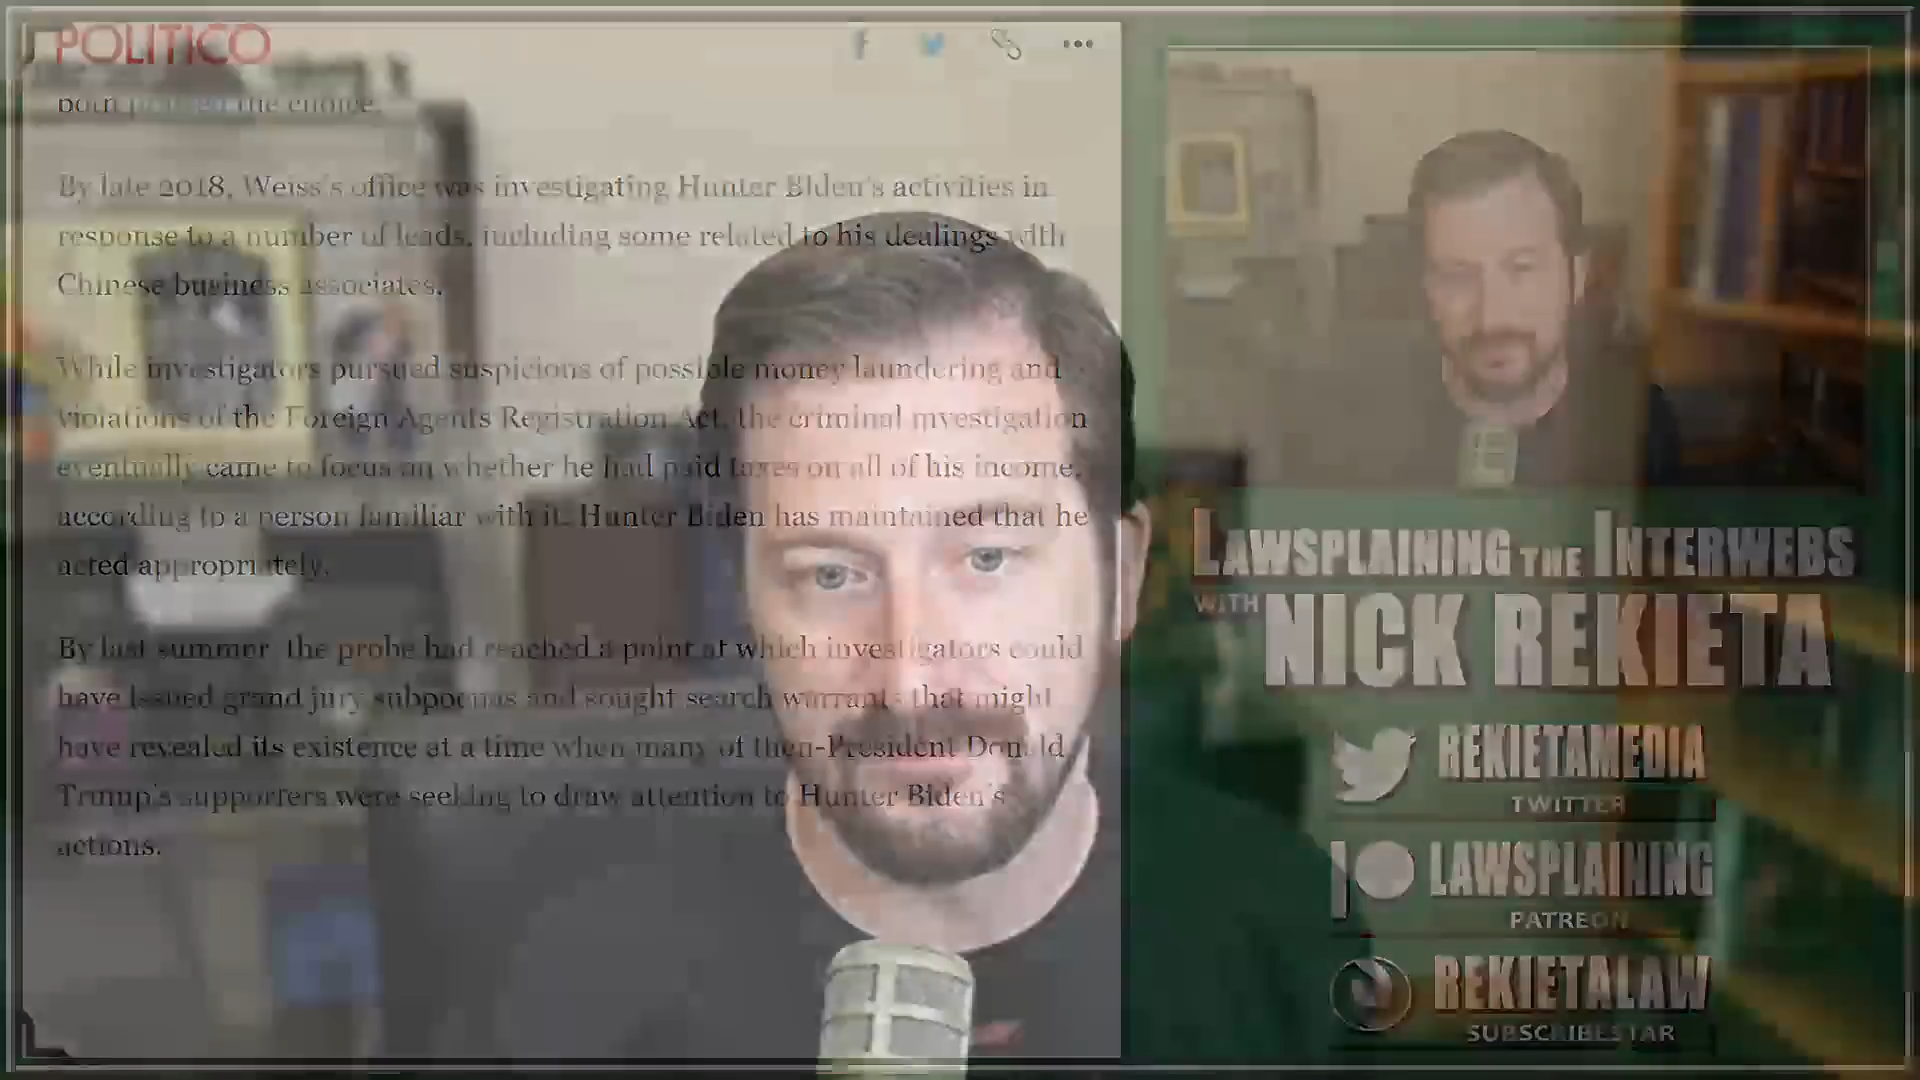 POLITICO
both praised the choice.
By late 2018, Weiss's office was investigating Hunter Biden's activities in
response to a number of leads, including some related to his dealings with
Chinese business associates.
While investigators pursued suspicions of possible money laundering and
violations of the Foreign Agents Registration Act, the criminal investigation
eventually came to focus on whether he had paid taxes on all of his income,
according to a person familiar with it. Hunter Biden has maintained that he
acted appropriately.
By last summer, the probe had reached a point at which investigators could
have issued grand jury subpoenas and sought search warrants that might
have revealed its existence at a time when many of then-President Donald
Trump's supporters were seeking to draw attention to Hunter Biden's
actions.
LAWSPLAINING THE INTERWEBS
WITH NICK REKIETA
REKIETAMEDIA
TWITTER
LAWSPLAINING
PATREON
REKIETALAW
SUBSCRIBESTAR